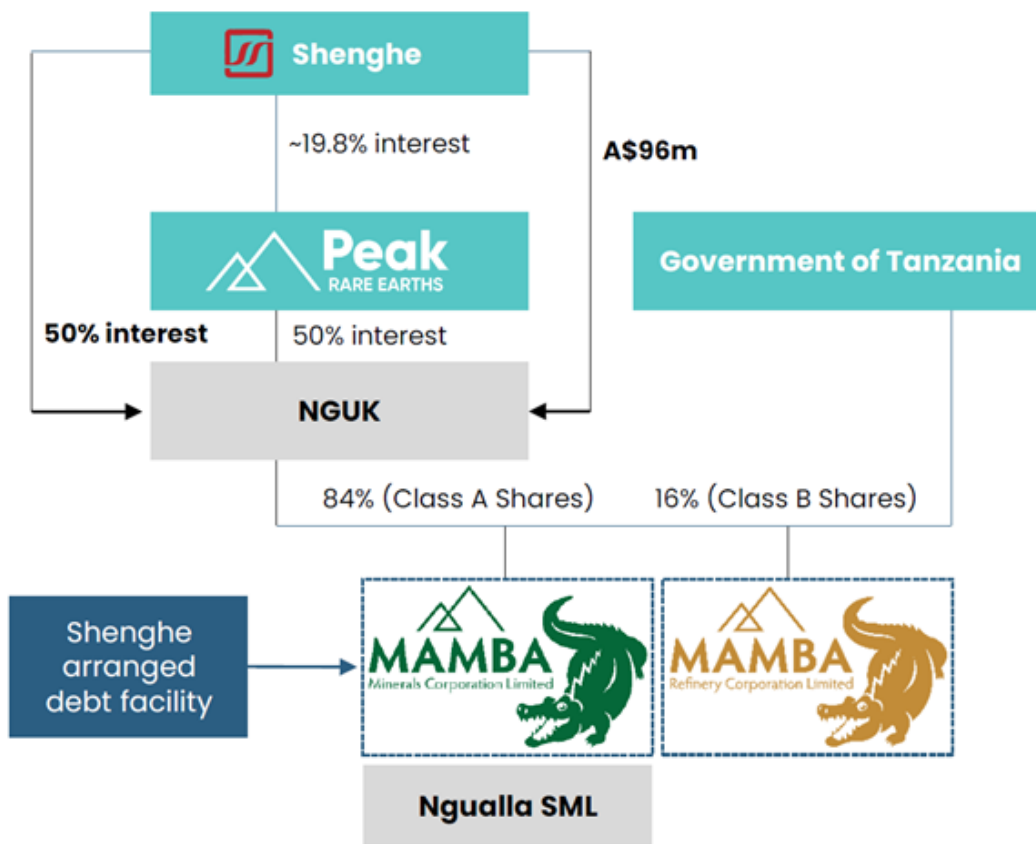 Shenghe
~19.8% interest
A$96m
Peak
RARE EARTHS
Government of Tanzania
50% interest
50% interest
NGUK
84% (Class A Shares)
16% (Class B Shares)
Shenghe
arranged
debt facility
MAMBA
Minerals Corporation Limited
MAMBA
Refinery Corporation Limited
Ngualla SML